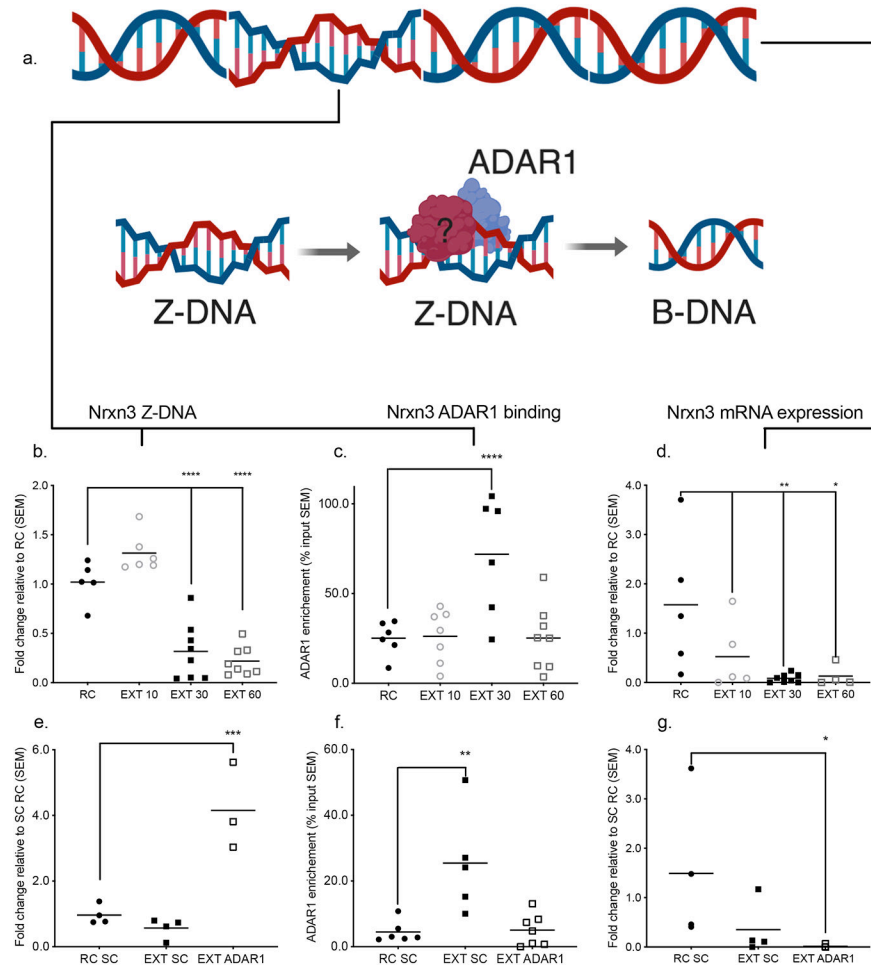 a.
ADAR1
?
Z-DNA
Z-DNA
B-DNA
Nrxn3 Z-DNA
Nrxn3 ADAR1 binding
Nrxn3 mRNA expression
b.
Fold change relative to RC (SEM)
2.0
1.5
1.0
0.5
0.0
****
****
RC
EXT 10
EXT 30
EXT 60
c.
ADAR1 enrichment (% input SEM)
100.0
50.0
0.0
****
RC
EXT 10
EXT 30
EXT 60
d.
Fold change relative to RC (SEM)
4.0
3.0
2.0
1.0
0.0
**
*
RC
EXT 10
EXT 30
EXT 60
e.
Fold change relative to SC RC (SEM)
6.0
4.0
2.0
0.0
***
RC SC
EXT SC
EXT ADAR1
f.
ADAR1 enrichment (% input SEM)
60.0
40.0
20.0
0.0
**
RC SC
EXT SC
EXT ADAR1
g.
Fold change relative to SC RC (SEM)
4.0
3.0
2.0
1.0
0.0
*
RC SC
EXT SC
EXT ADAR1